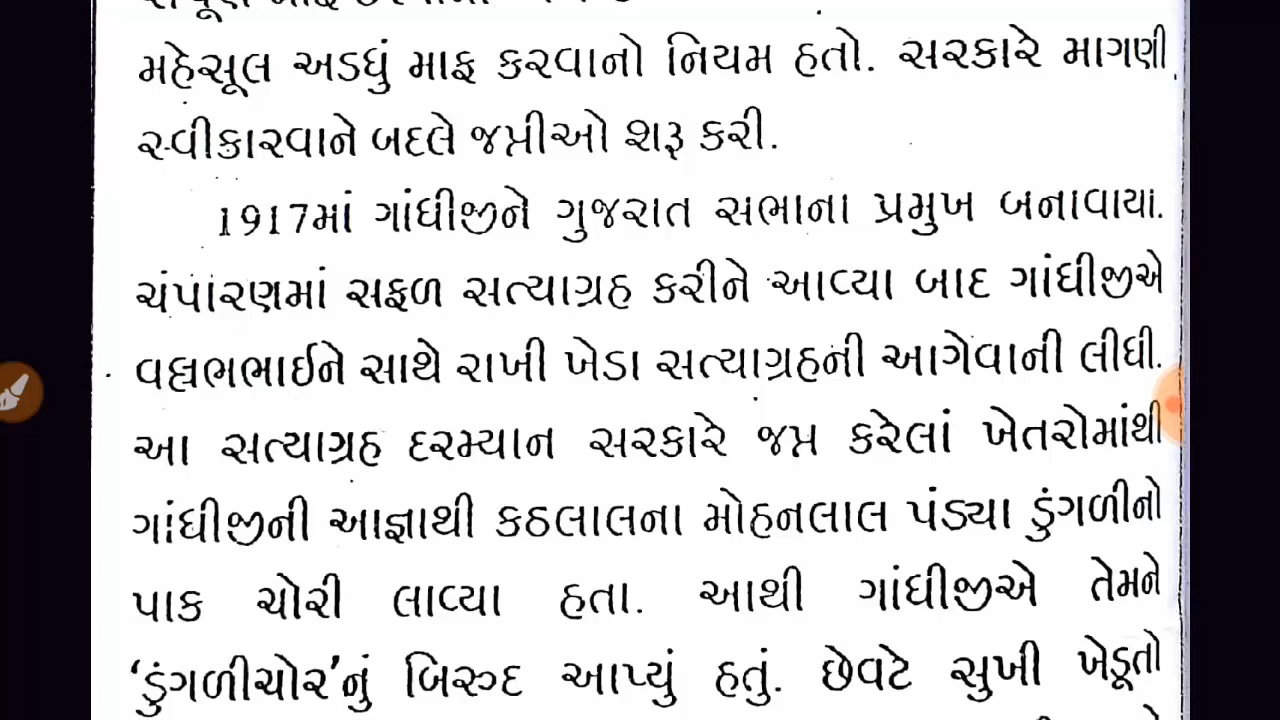 મહેસૂલ અડધું માફ કરવાનો નિયમ હતો. સરકારે માગણી
સ્વીકારવાને બદલે જપ્તીઓ શરૂ કરી.
1917માં ગાંધીજીને ગુજરાત સભાના પ્રમુખ બનાવાયા.
ચંપારણમાં સફળ સત્યાગ્રહ કરીને આવ્યા બાદ ગાંધીજીએ
વલ્લભભાઈને સાથે રાખી ખેડા સત્યાગ્રહની આગેવાની લીધી.
આ સત્યાગ્રહ દરમ્યાન સરકારે જપ્ત કરેલાં ખેતરોમાંથી
ગાંધીજીની આજ્ઞાથી કઠલાલના મોહનલાલ પંડ્યા ડુંગળીનો
પાક ચોરી લાવ્યા હતા. આથી ગાંધીજીએ તેમને
‘ડુંગળીચોર’નું બિરુદ આપ્યું હતું. છેવટે સુખી ખેડૂતો